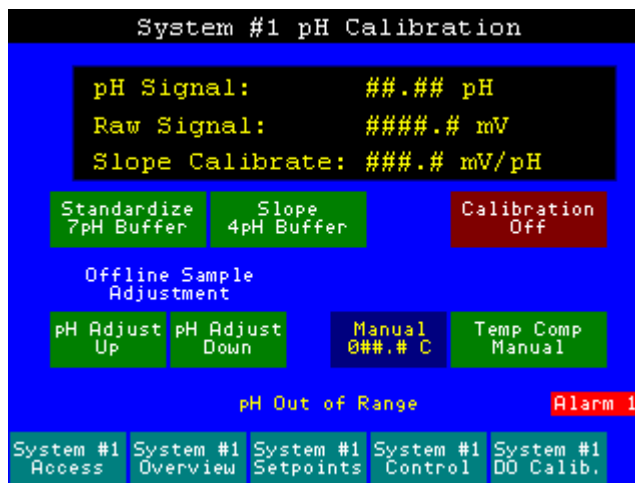 System #1 pH Calibration
pH Signal: ##.## pH
Raw Signal: ####.# mV
Slope Calibrate: ###.# mV/pH
Standardize
7pH Buffer
Slope
4pH Buffer
Calibration
Off
Offline Sample
Adjustment
pH Adjust
Up
pH Adjust
Down
Manual
0##.# C
Temp Comp
Manual
pH Out of Range
Alarm 1
System #1
Access
System #1
Overview
System #1
Setpoints
System #1
Control
System #1
DO Calib.